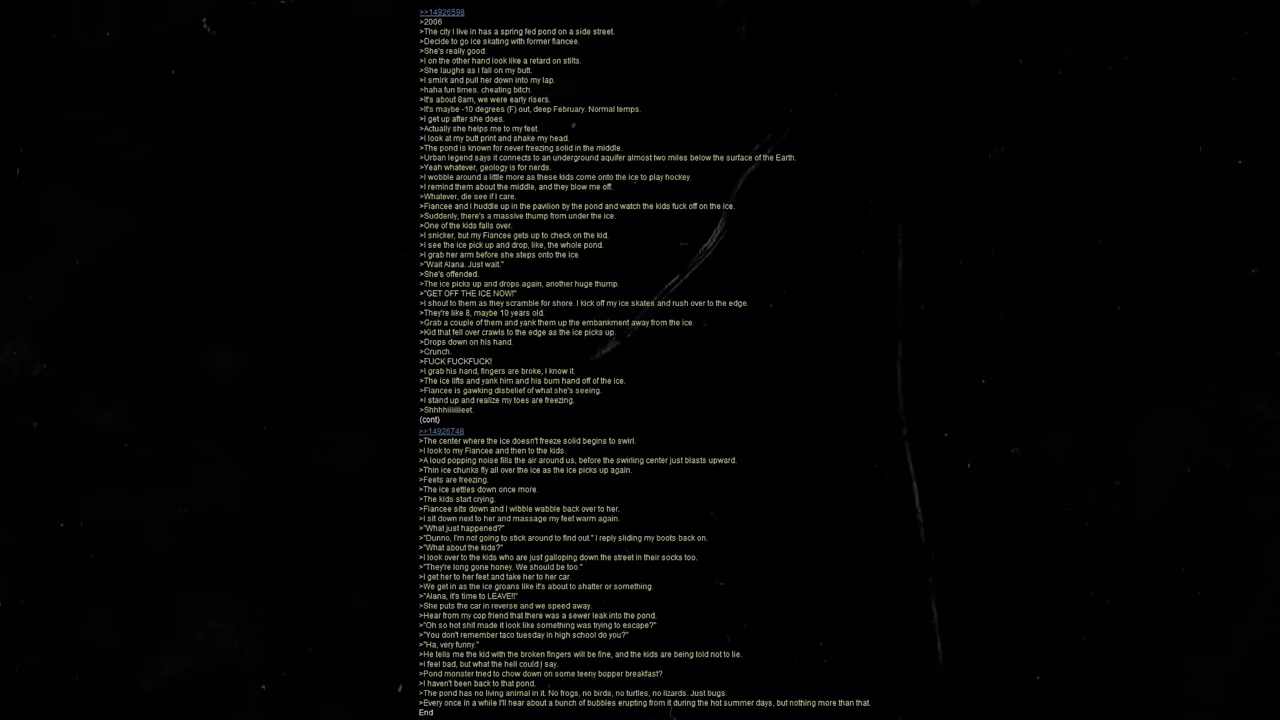 >>14926598
>2006
>The city I live in has a spring fed pond on a side street.
>Decide to go ice skating with former fiancee.
>She's really good.
>I on the other hand look like a retard on stilts.
>She laughs as I fall on my butt.
>I smirk and pull her down into my lap.
>haha fun times. cheating bitch.
>It's about 8am, we were early risers.
>It's maybe -10 degrees (F) out, deep February. Normal temps.
>I get up after she does.
>Actually she helps me to my feet.
>I look at my butt print and shake my head.
>The pond is known for never freezing solid in the middle.
>Urban legend says it connects to an underground aquifer almost two miles below the surface of the Earth.
>Yeah whatever, geology is for nerds.
>I wobble around a little more as these kids come onto the ice to play hockey.
>I remind them about the middle, and they blow me off.
>Whatever, die see if I care.
>Fiancee and I huddle up in the pavilion by the pond and watch the kids fuck off on the ice.
>Suddenly, there's a massive thump from under the ice.
>One of the kids falls over.
>I snicker, but my Fiancee gets up to check on the kid.
>I see the ice pick up and drop, like, the whole pond.
>I grab her arm before she steps onto the ice.
>"Wait Alana. Just wait."
>She's offended.
>The ice picks up and drops again, another huge thump.
>"GET OFF THE ICE NOW!"
>I shout to them as they scramble for shore. I kick off my ice skates and rush over to the edge.
>They're like 8, maybe 10 years old.
>Grab a couple of them and yank them up the embankment away from the ice.
>Kid that fell over crawls to the edge as the ice picks up.
>Drops down on his hand.
>Crunch.
>FUCK FUCKFUCK!
>I grab his hand, fingers are broke, I know it.
>The ice lifts and yank him and his bum hand off of the ice.
>Fiancee is gawking disbelief of what she's seeing.
>I stand up and realize my toes are freezing.
>Shhhhiiiiiileet.
(cont)
>>14926748
>The center where the ice doesn't freeze solid begins to swirl.
>I look to my Fiancee and then to the kids.
>A loud popping noise fills the air around us, before the swirling center just blasts upward.
>Thin ice chunks fly all over the ice as the ice picks up again.
>Feets are freezing.
>The ice settles down once more.
>The kids start crying.
>Fiancee sits down and I wibble wabble back over to her.
>I sit down next to her and massage my feet warm again.
>"What just happened?"
>"Dunno, I'm not going to stick around to find out." I reply sliding my boots back on.
>"What about the kids?"
>I look over to the kids who are just galloping down the street in their socks too.
>"They're long gone honey. We should be too."
>I get her to her feet and take her to her car.
>We get in as the ice groans like it's about to shatter or something.
>"Alana, it's time to LEAVE!!"
>She puts the car in reverse and we speed away.
>Hear from my cop friend that there was a sewer leak into the pond.
>"Oh so hot shit made it look like something was trying to escape?"
>"You don't remember taco tuesday in high school do you?"
>"Ha, very funny."
>He tells me the kid with the broken fingers will be fine, and the kids are being told not to lie.
>I feel bad, but what the hell could I say.
>Pond monster tried to chow down on some teeny bopper breakfast?
>I haven't been back to that pond.
>The pond has no living animal in it. No frogs, no birds, no turtles, no lizards. Just bugs.
>Every once in a while I'll hear about a bunch of bubbles erupting from it during the hot summer days, but nothing more than that.
End